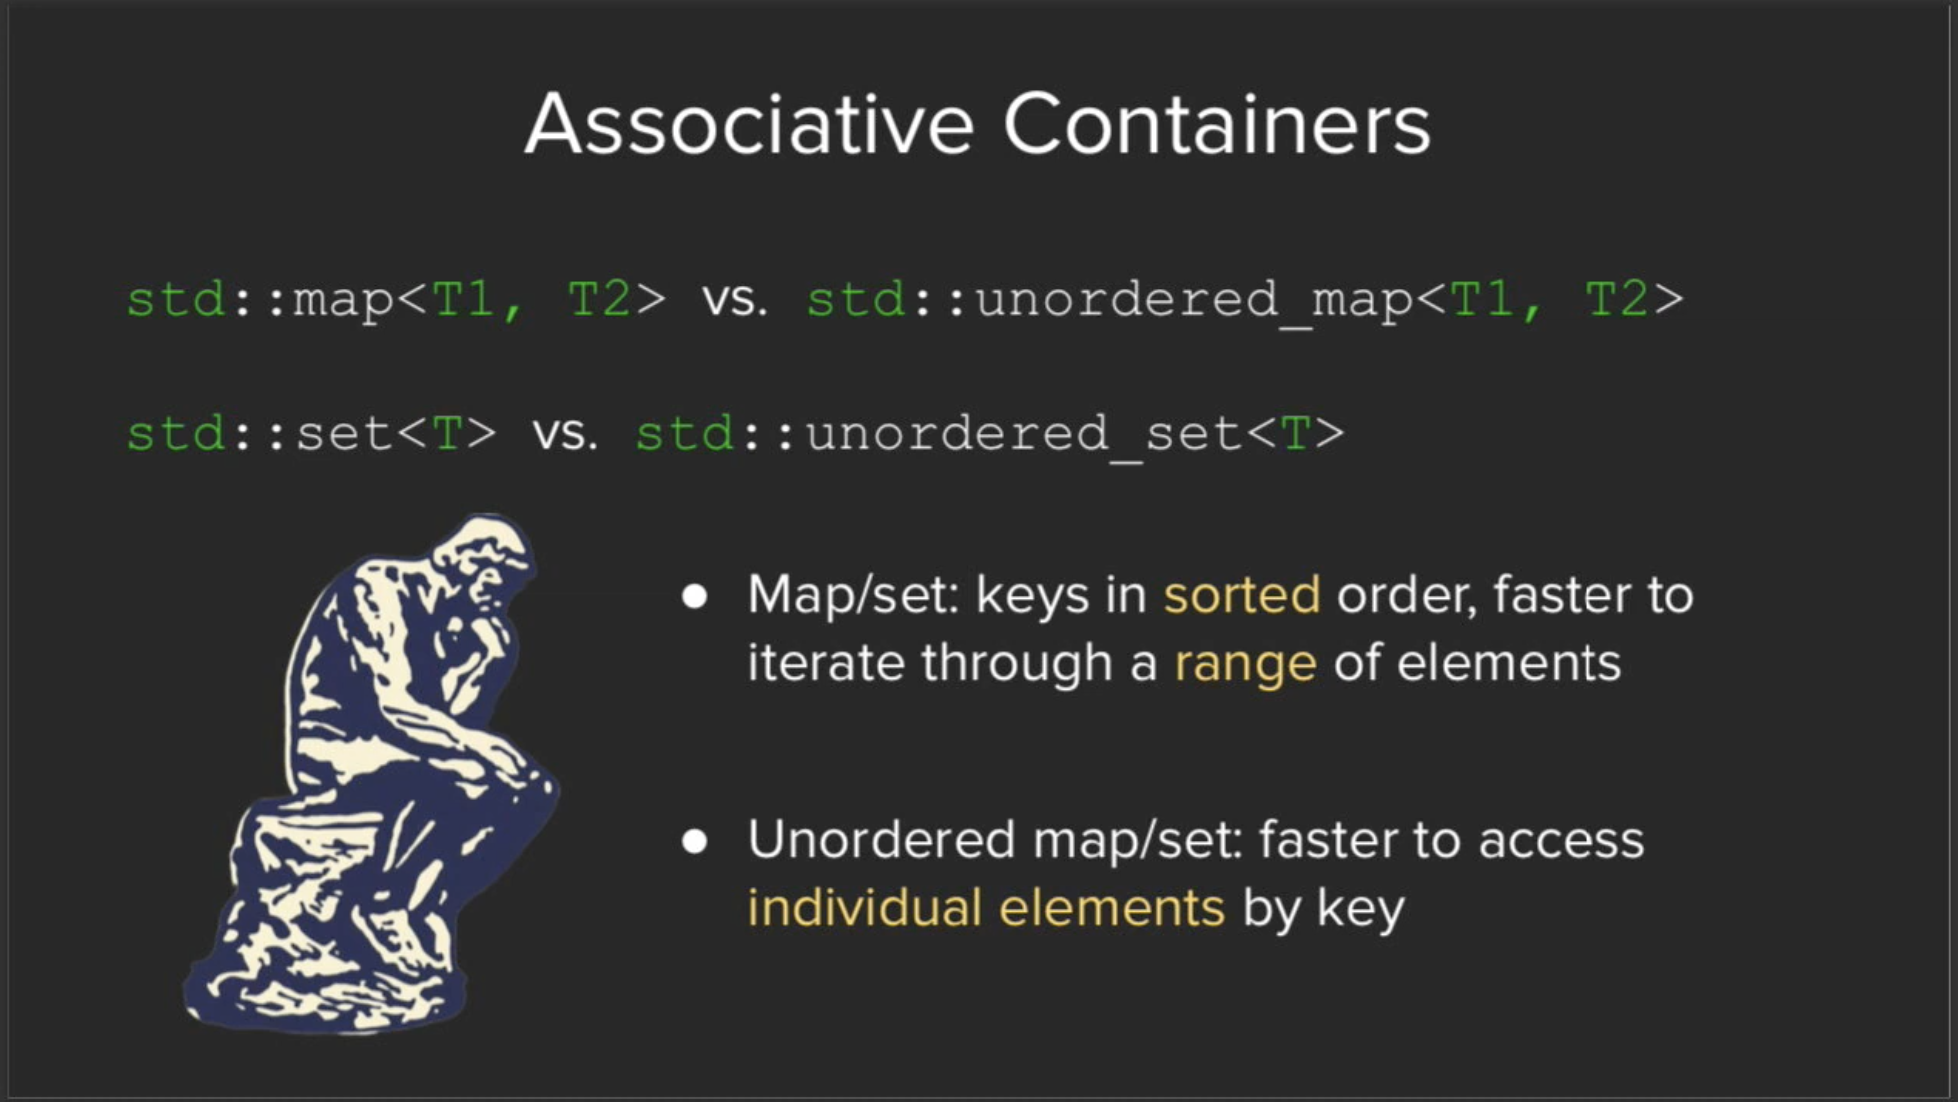 Associative Containers
std::map<T1, T2> vs. std::unordered_map<T1, T2>
std::set<T> vs. std::unordered_set<T>
● Map/set: keys in sorted order, faster to
iterate through a range of elements
● Unordered map/set: faster to access
individual elements by key